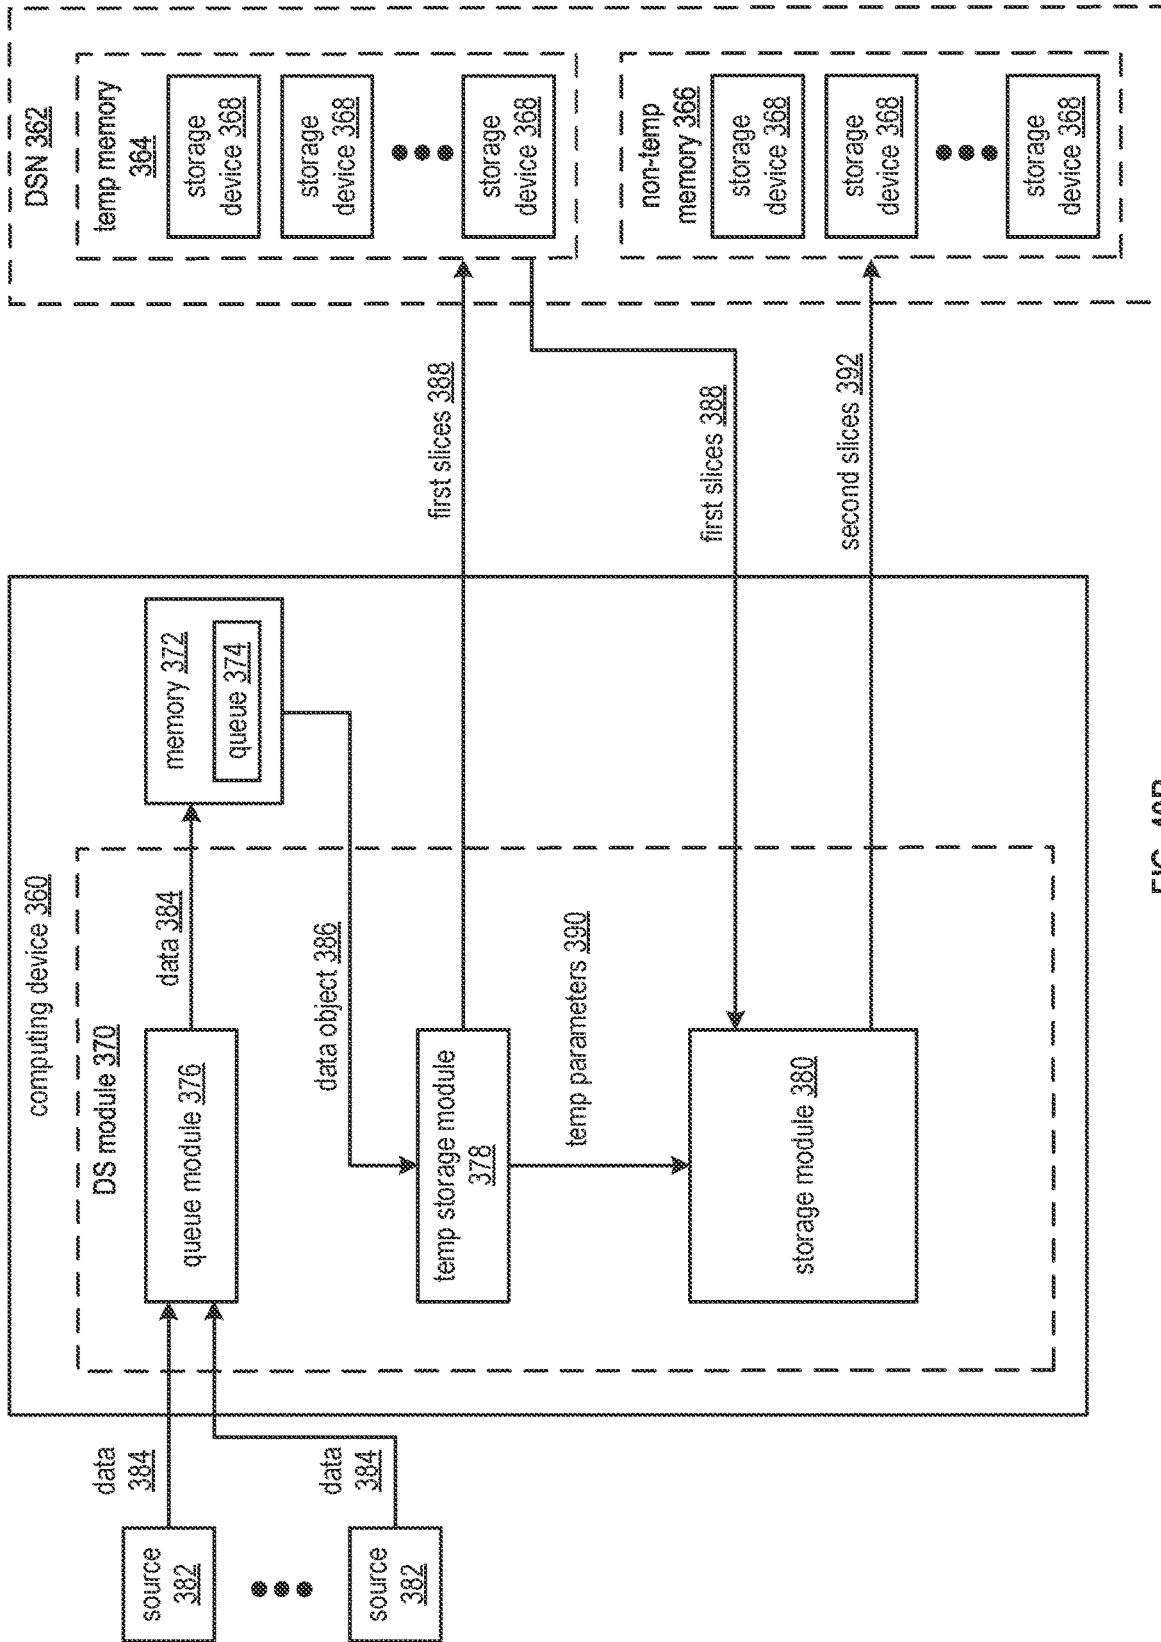 computing device 360
DS module 370
source
382
source
382
data
384
data
384
queue module 376
data 384
memory 372
queue 374
data object 386
temp storage module
378
temp parameters 390
storage module 380
first slices 388
first slices 388
second slices 392
DSN 362
temp memory
364
storage
device 368
storage
device 368
storage
device 368
non-temp
memory 366
storage
device 368
storage
device 368
storage
device 368